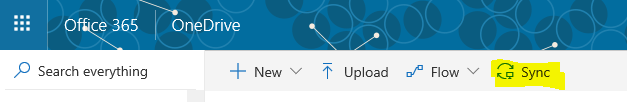 Office 365 OneDrive
Search everything New Upload Flow Sync